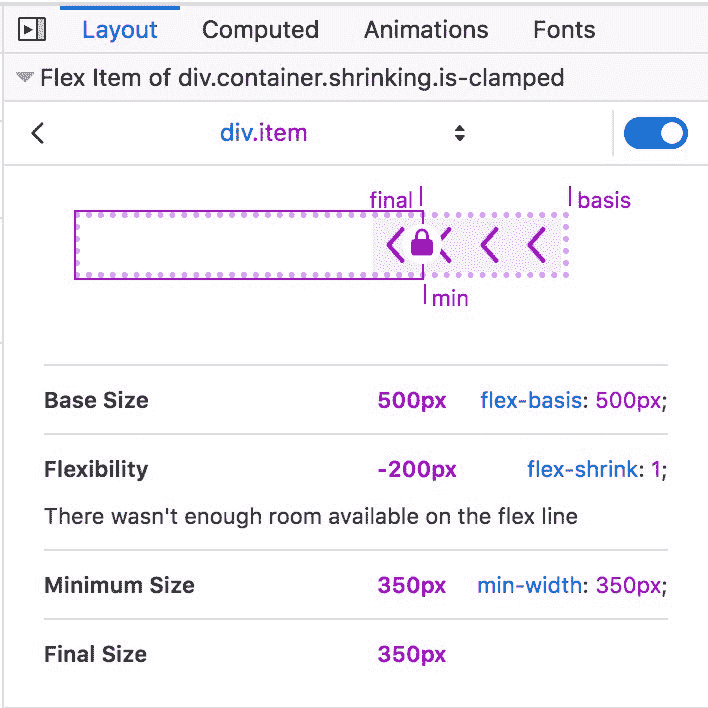 Layout Computed Animations Fonts
Flex Item of div.container.shrinking.is-clamped
div.item
final basis
min
Base Size 500px flex-basis: 500px;
Flexibility -200px flex-shrink: 1;
There wasn't enough room available on the flex line
Minimum Size 350px min-width: 350px;
Final Size 350px